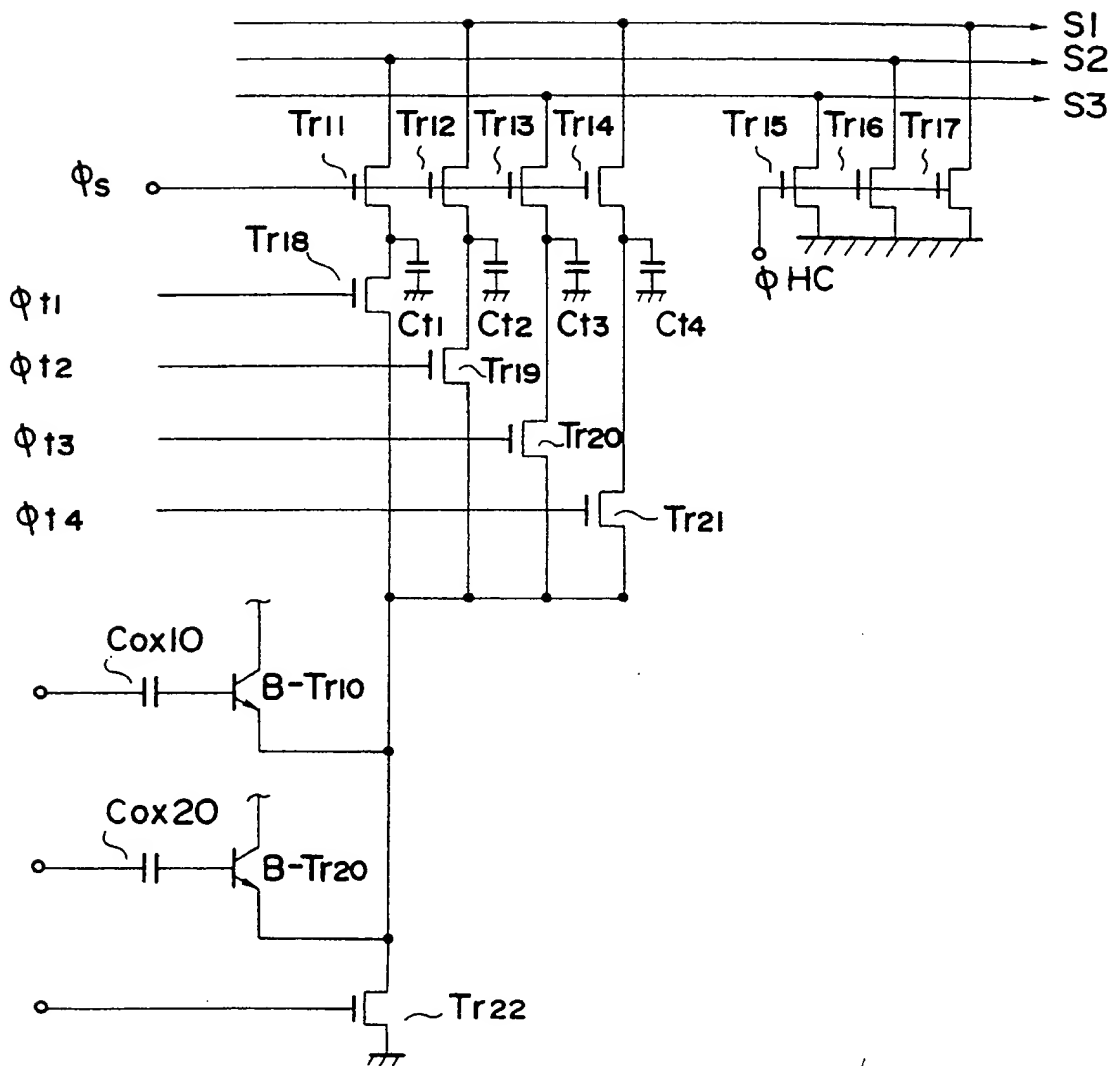 S1
S2
S3
Tr11 Tr12 Tr13 Tr14 Tr15 Tr16 Tr17
ϕs
Tr18
ϕHC
ϕt1
Ct1 Ct2 Ct3 Ct4
ϕt2
Tr19
ϕt3
Tr20
ϕt4
Tr21
Cox10
B-Tr10
Cox20
B-Tr20
Tr22